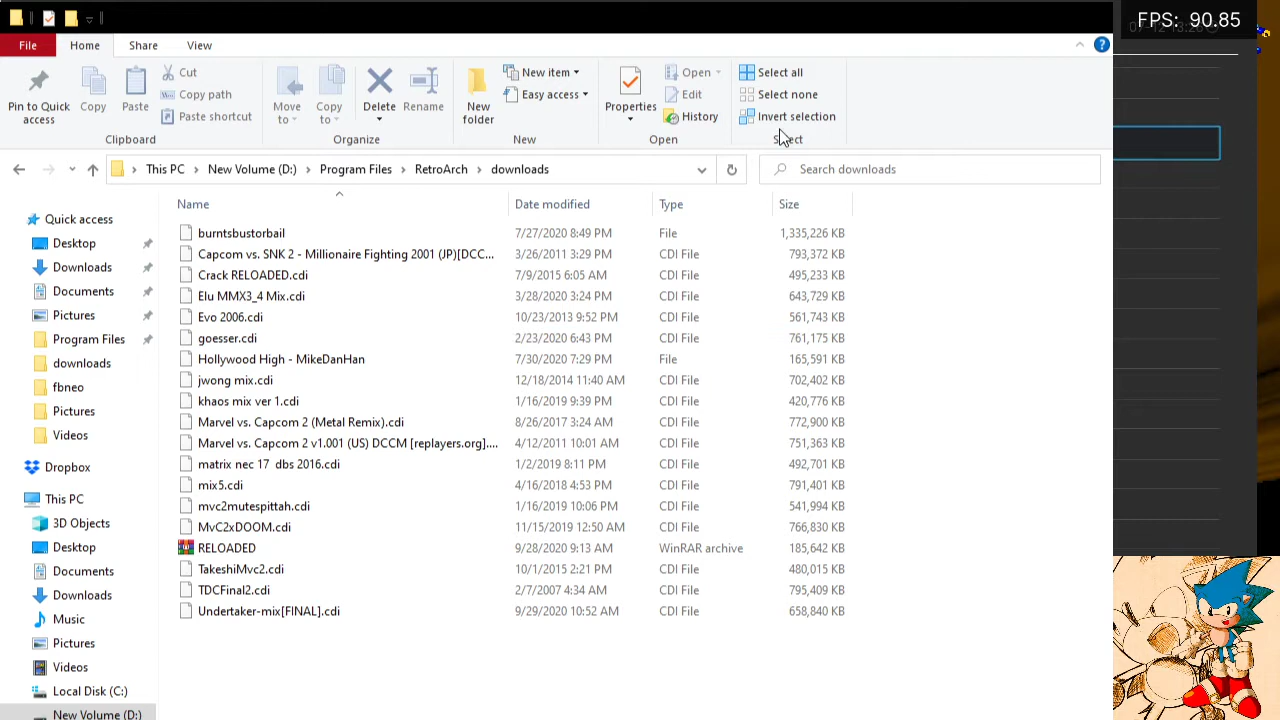 FPS: 90.85
File Home Share View
Pin to Quick access
Copy
Paste
Cut
Copy path
Paste shortcut
Clipboard
Move to
Copy to
Delete
Rename
Organize
New folder
New item
Easy access
New
Properties
Open
Edit
History
Open
Select all
Select none
Invert selection
Select
This PC > New Volume (D:) > Program Files > RetroArch > downloads
Search downloads
Name Date modified Type Size
burntsbustorbail 7/27/2020 8:49 PM File 1,335,226 KB
Capcom vs. SNK 2 - Millionaire Fighting 2001 (JP)[DCC... 3/26/2011 3:29 PM CDI File 793,372 KB
Crack RELOADED.cdi 7/9/2015 6:05 AM CDI File 495,233 KB
Elu MMX3_4 Mix.cdi 3/28/2020 3:24 PM CDI File 643,729 KB
Evo 2006.cdi 10/23/2013 9:52 PM CDI File 561,743 KB
goesser.cdi 2/23/2020 6:43 PM CDI File 761,175 KB
Hollywood High - MikeDanHan 7/30/2020 7:29 PM File 165,591 KB
jwong mix.cdi 12/18/2014 11:40 AM CDI File 702,402 KB
khaos mix ver 1.cdi 1/16/2019 9:39 PM CDI File 420,776 KB
Marvel vs. Capcom 2 (Metal Remix).cdi 8/26/2017 3:24 AM CDI File 772,900 KB
Marvel vs. Capcom 2 v1.001 (US) DCCM [replayers.org].... 4/12/2011 10:01 AM CDI File 751,363 KB
matrix nec 17 dbs 2016.cdi 1/2/2019 8:11 PM CDI File 492,701 KB
mix5.cdi 4/16/2018 4:53 PM CDI File 791,401 KB
mvc2mutespittah.cdi 1/16/2019 10:06 PM CDI File 541,994 KB
MvC2xDOOM.cdi 11/15/2019 12:50 AM CDI File 766,830 KB
RELOADED 9/28/2020 9:13 AM WinRAR archive 185,642 KB
TakeshiMvc2.cdi 10/1/2015 2:21 PM CDI File 480,015 KB
TDCFinal2.cdi 2/7/2007 4:34 AM CDI File 795,409 KB
Undertaker-mix[FINAL].cdi 9/29/2020 10:52 AM CDI File 658,840 KB
Quick access
Desktop
Downloads
Documents
Pictures
Program Files
downloads
fbneo
Pictures
Videos
Dropbox
This PC
3D Objects
Desktop
Documents
Downloads
Music
Pictures
Videos
Local Disk (C:)
New Volume (D:)